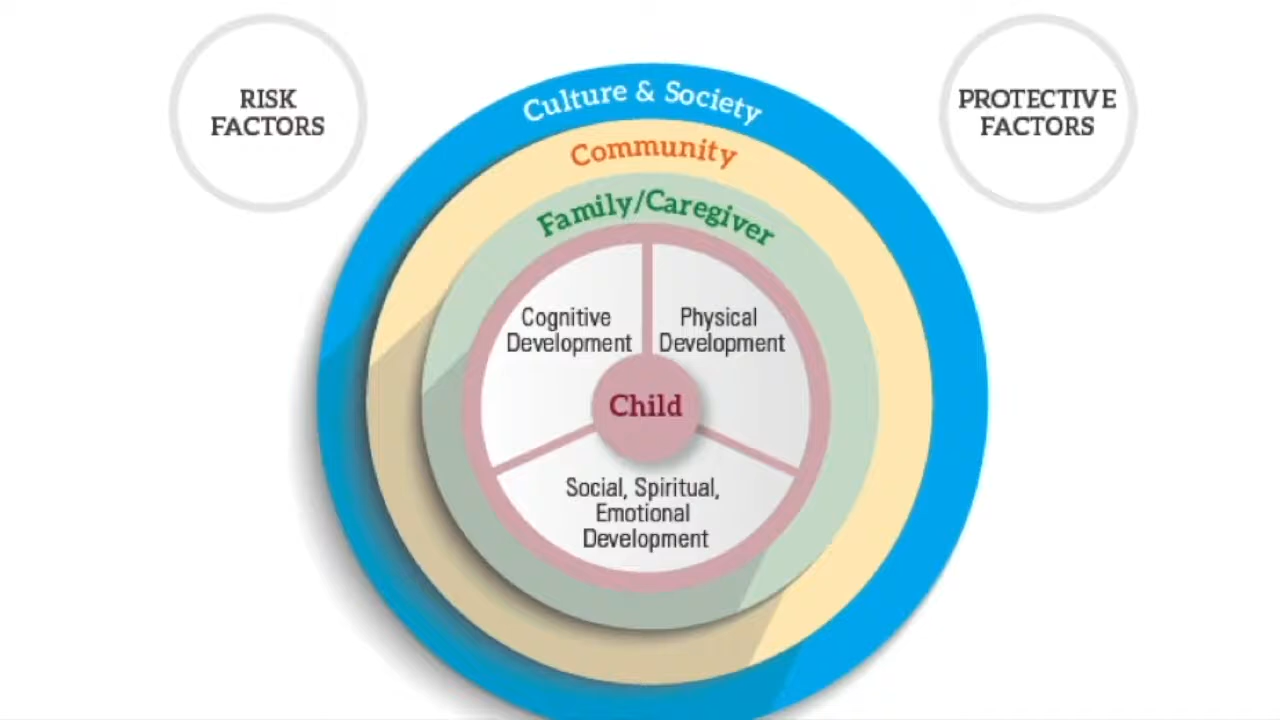 RISK
FACTORS
PROTECTIVE
FACTORS
Culture & Society
Community
Family/Caregiver
Cognitive
Development
Physical
Development
Child
Social, Spiritual,
Emotional
Development